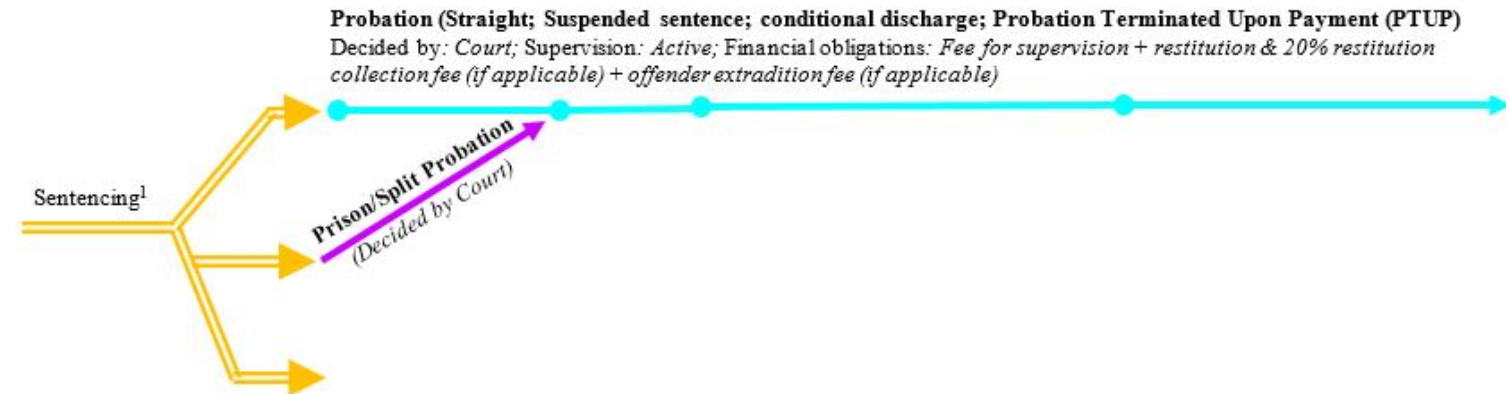 Probation (Straight; Suspended sentence; conditional discharge; Probation Terminated Upon Payment (PTUP)
Decided by: Court; Supervision: Active; Financial obligations: Fee for supervision + restitution & 20% restitution
collection fee (if applicable) + offender extradition fee (if applicable)
Prison/Split Probation
(Decided by Court)
Sentencing¹